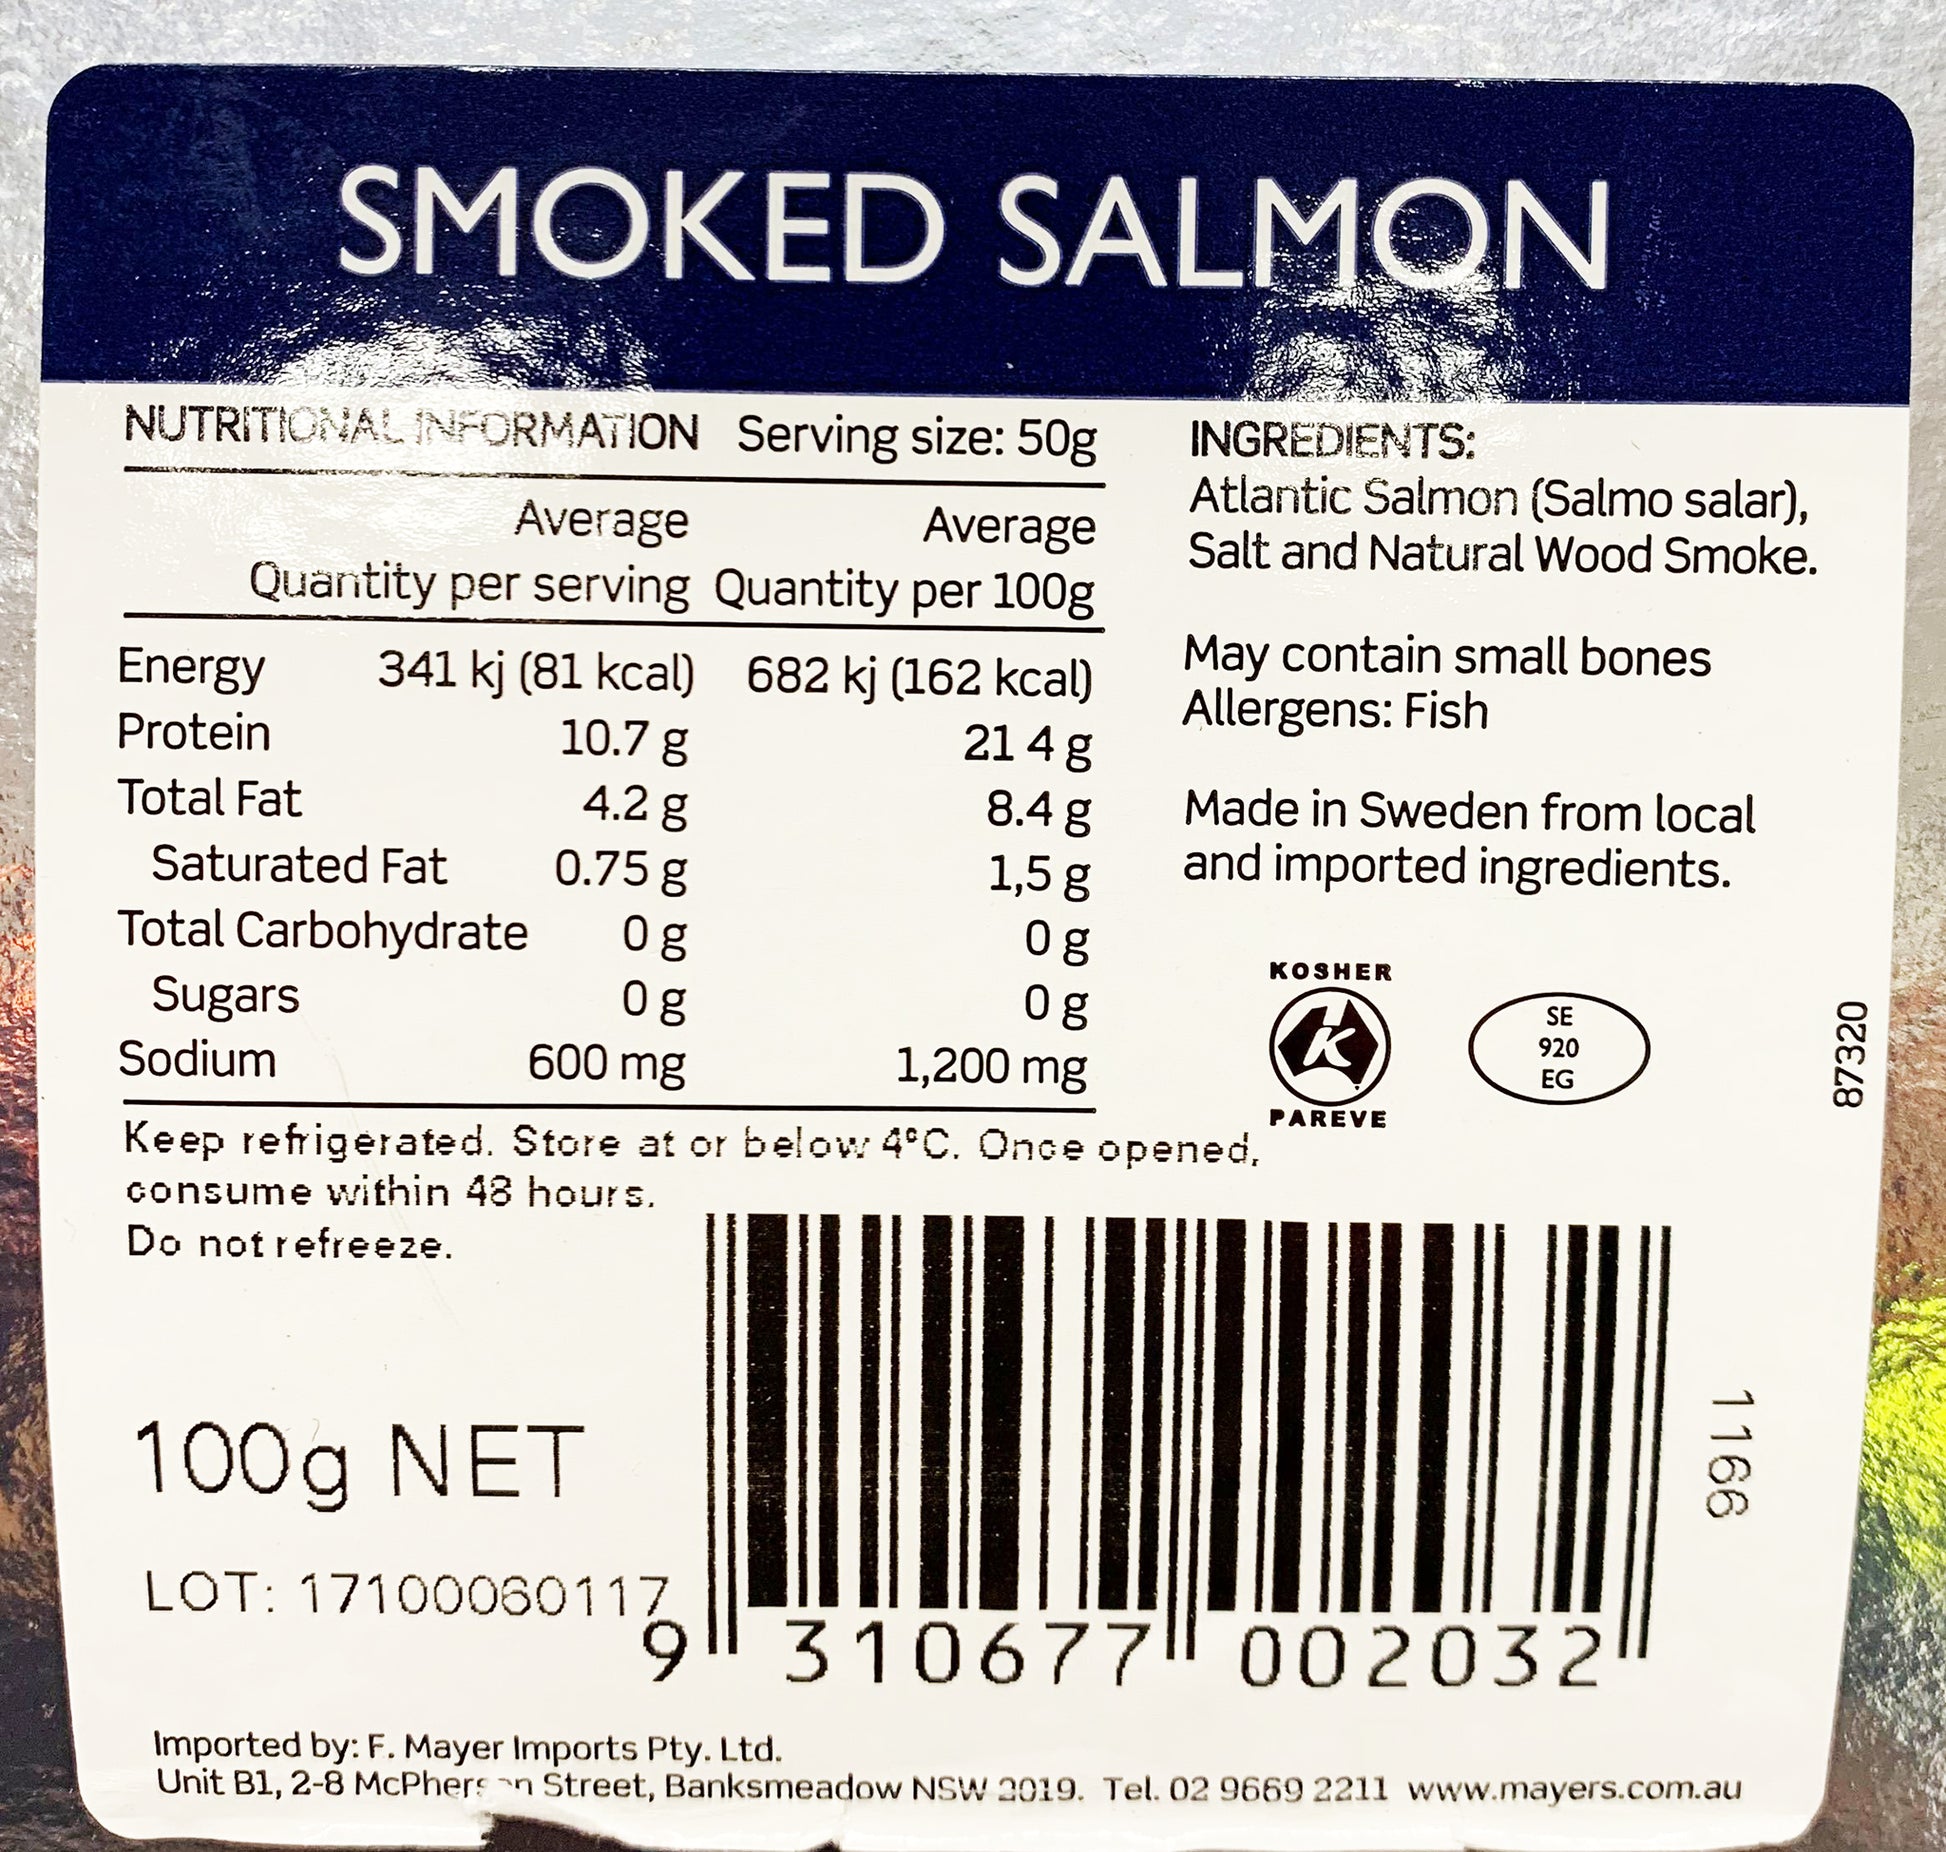 SMOKED SALMON
NUTRITIONAL INFORMATION Serving size: 50g
Average Average
Quantity per serving Quantity per 100g
Energy 341 kj (81 kcal) 682 kj (162 kcal)
Protein 10.7 g 21 4 g
Total Fat 4.2 g 8.4 g
Saturated Fat 0.75 g 1,5 g
Total Carbohydrate 0 g 0 g
Sugars 0 g 0 g
Sodium 600 mg 1,200 mg
Keep refrigerated. Store at or below 4°C. Once opened,
consume within 48 hours.
Do not refreeze.
INGREDIENTS:
Atlantic Salmon (Salmo salar),
Salt and Natural Wood Smoke.
May contain small bones
Allergens: Fish
Made in Sweden from local
and imported ingredients.
KOSHER
K
PAREVE
SE
920
EG
87320
100g NET
LOT: 17100060117
9 310677 002032
1166
Imported by: F. Mayer Imports Pty. Ltd.
Unit B1, 2-8 Street, Banksmeadow NSW 2019. Tel. 02 9669 2211 www.mayers.com.au